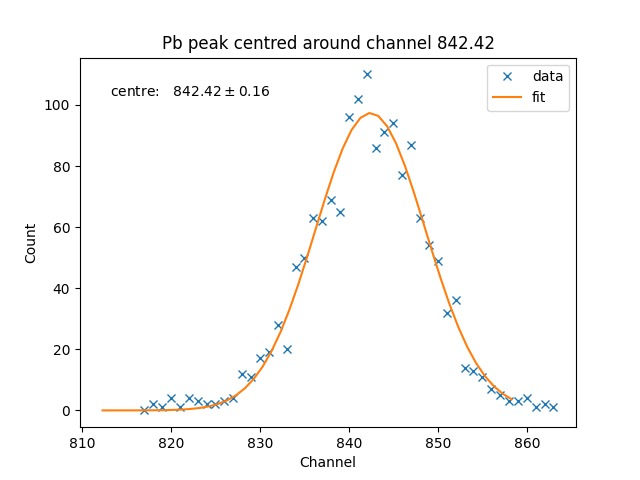 Pb peak centred around channel 842.42
centre: 842.42 ± 0.16
data
fit
100
80
60
40
20
0
Count
810 820 830 840 850 860
Channel